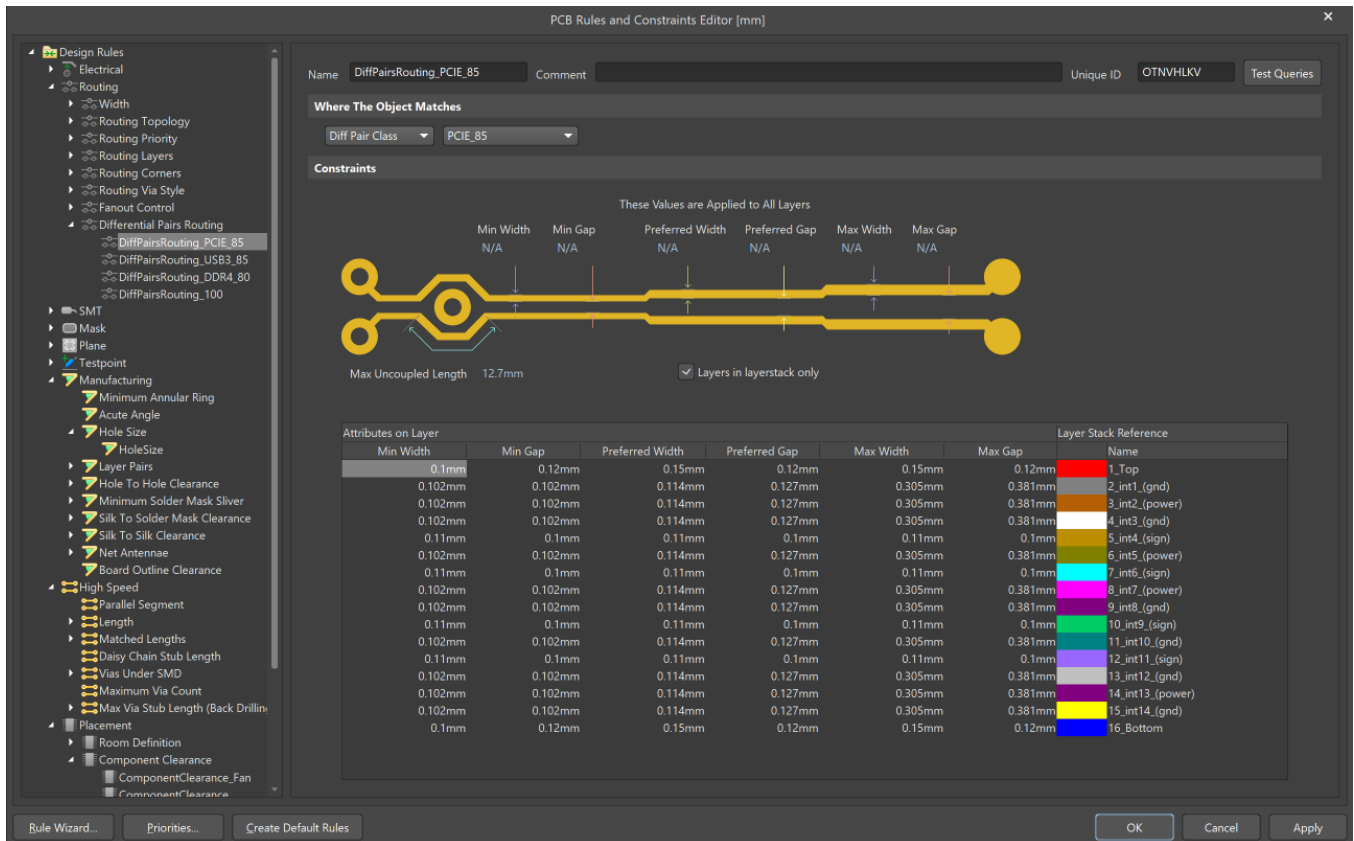 PCB Rules and Constraints Editor [mm]
Design Rules
Electrical
Routing
Width
Routing Topology
Routing Priority
Routing Layers
Routing Corners
Routing Via Style
Fanout Control
Differential Pairs Routing
DiffPairsRouting_PCIE_85
DiffPairsRouting_USB3_85
DiffPairsRouting_DDR4_80
DiffPairsRouting_100
SMT
Mask
Plane
Testpoint
Manufacturing
Minimum Annular Ring
Acute Angle
Hole Size
HoleSize
Layer Pairs
Hole To Hole Clearance
Minimum Solder Mask Sliver
Silk To Solder Mask Clearance
Silk To Silk Clearance
Net Antennae
Board Outline Clearance
High Speed
Parallel Segment
Length
Matched Lengths
Daisy Chain Stub Length
Vias Under SMD
Maximum Via Count
Max Via Stub Length (Back Drilling
Placement
Room Definition
Component Clearance
ComponentClearance_Fan
ComponentClearance
Name DiffPairsRouting_PCIE_85 Comment Unique ID OTNVHLKV Test Queries
Where The Object Matches
Diff Pair Class PCIE_85
Constraints
These Values are Applied to All Layers
Min Width Min Gap Preferred Width Preferred Gap Max Width Max Gap
N/A N/A N/A N/A N/A N/A
Max Uncoupled Length 12.7mm Layers in layerstack only
Attributes on Layer Layer Stack Reference
Min Width Min Gap Preferred Width Preferred Gap Max Width Max Gap Name
0.1mm 0.12mm 0.15mm 0.12mm 0.15mm 0.12mm 1_Top
0.102mm 0.102mm 0.114mm 0.127mm 0.305mm 0.381mm 2_int1_(gnd)
0.102mm 0.102mm 0.114mm 0.127mm 0.305mm 0.381mm 3_int2_(power)
0.102mm 0.102mm 0.114mm 0.127mm 0.305mm 0.381mm 4_int3_(gnd)
0.11mm 0.1mm 0.11mm 0.1mm 0.11mm 0.1mm 5_int4_(sign)
0.102mm 0.102mm 0.114mm 0.127mm 0.305mm 0.381mm 6_int5_(power)
0.11mm 0.1mm 0.11mm 0.1mm 0.11mm 0.1mm 7_int6_(sign)
0.102mm 0.102mm 0.114mm 0.127mm 0.305mm 0.381mm 8_int7_(power)
0.102mm 0.102mm 0.114mm 0.127mm 0.305mm 0.381mm 9_int8_(gnd)
0.11mm 0.1mm 0.11mm 0.1mm 0.11mm 0.1mm 10_int9_(sign)
0.102mm 0.102mm 0.114mm 0.127mm 0.305mm 0.381mm 11_int10_(gnd)
0.11mm 0.1mm 0.11mm 0.1mm 0.11mm 0.1mm 12_int11_(sign)
0.102mm 0.102mm 0.114mm 0.127mm 0.305mm 0.381mm 13_int12_(gnd)
0.102mm 0.102mm 0.114mm 0.127mm 0.305mm 0.381mm 14_int13_(power)
0.102mm 0.102mm 0.114mm 0.127mm 0.305mm 0.381mm 15_int14_(gnd)
0.1mm 0.12mm 0.15mm 0.12mm 0.15mm 0.12mm 16_Bottom
Rule Wizard... Priorities... Create Default Rules OK Cancel Apply